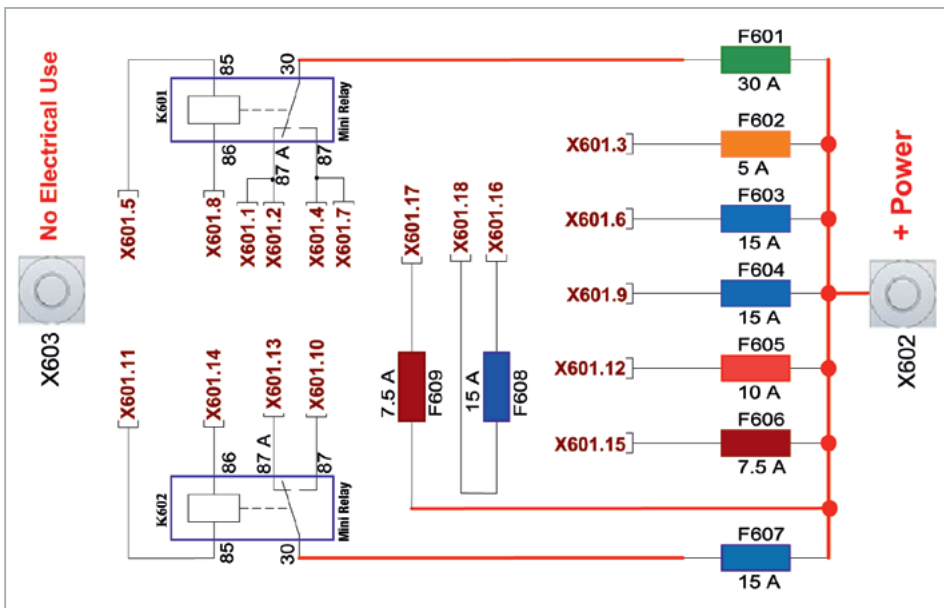 No Electrical Use
X603
K601
Mini Relay
85
30
86
87 A
87
X601.5
X601.8
X601.1
X601.2
X601.4
X601.7
X601.17
X601.18
X601.16
F601
30 A
X601.3
F602
5 A
X601.6
F603
15 A
X601.9
F604
15 A
X601.12
F605
10 A
X601.15
F606
7.5 A
F607
15 A
+ Power
X602
7.5 A
F609
15 A
F608
X601.11
X601.14
X601.13
X601.10
K602
Mini Relay
86
87 A
87
85
30